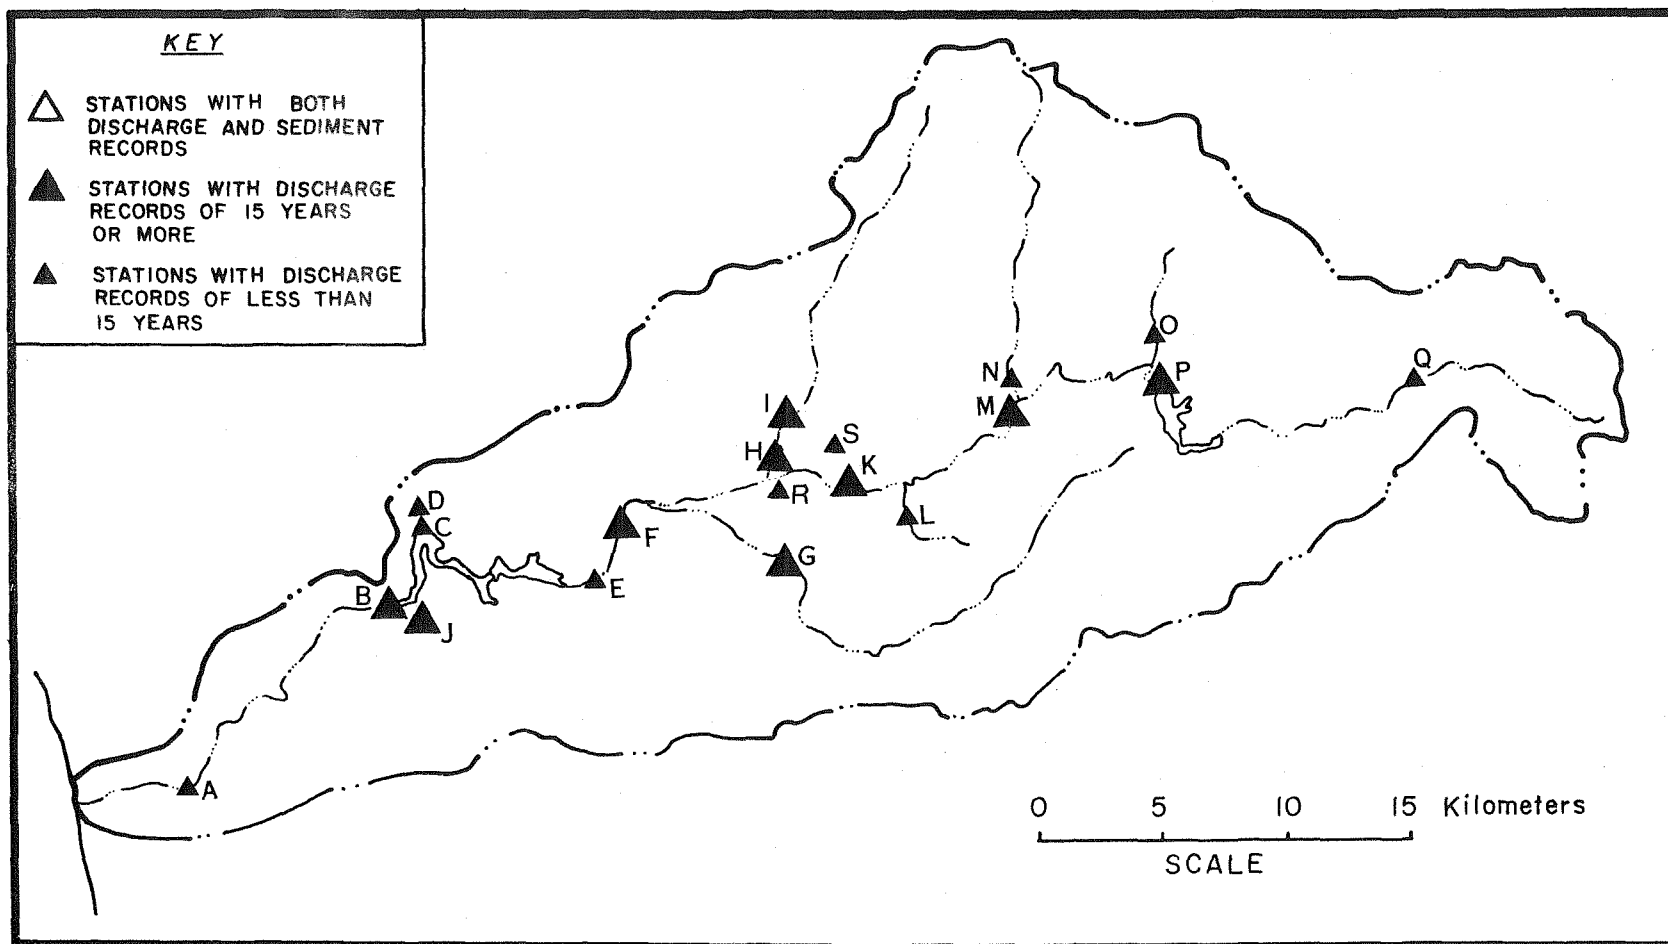 KEY
STATIONS WITH BOTH
DISCHARGE AND SEDIMENT
RECORDS
STATIONS WITH DISCHARGE
RECORDS OF 15 YEARS
OR MORE
STATIONS WITH DISCHARGE
RECORDS OF LESS THAN
15 YEARS
O
N
P
Q
I
M
S
H
K
R
D
C
L
F
G
E
B
J
A
0 5 10 15 Kilometers
SCALE